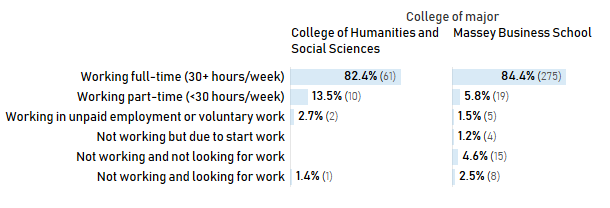 College of major
College of Humanities and Social Sciences
Massey Business School
Working full-time (30+ hours/week) 82.4% (61) 84.4% (275)
Working part-time (<30 hours/week) 13.5% (10) 5.8% (19)
Working in unpaid employment or voluntary work 2.7% (2) 1.5% (5)
Not working but due to start work 1.2% (4)
Not working and not looking for work 4.6% (15)
Not working and looking for work 1.4% (1) 2.5% (8)